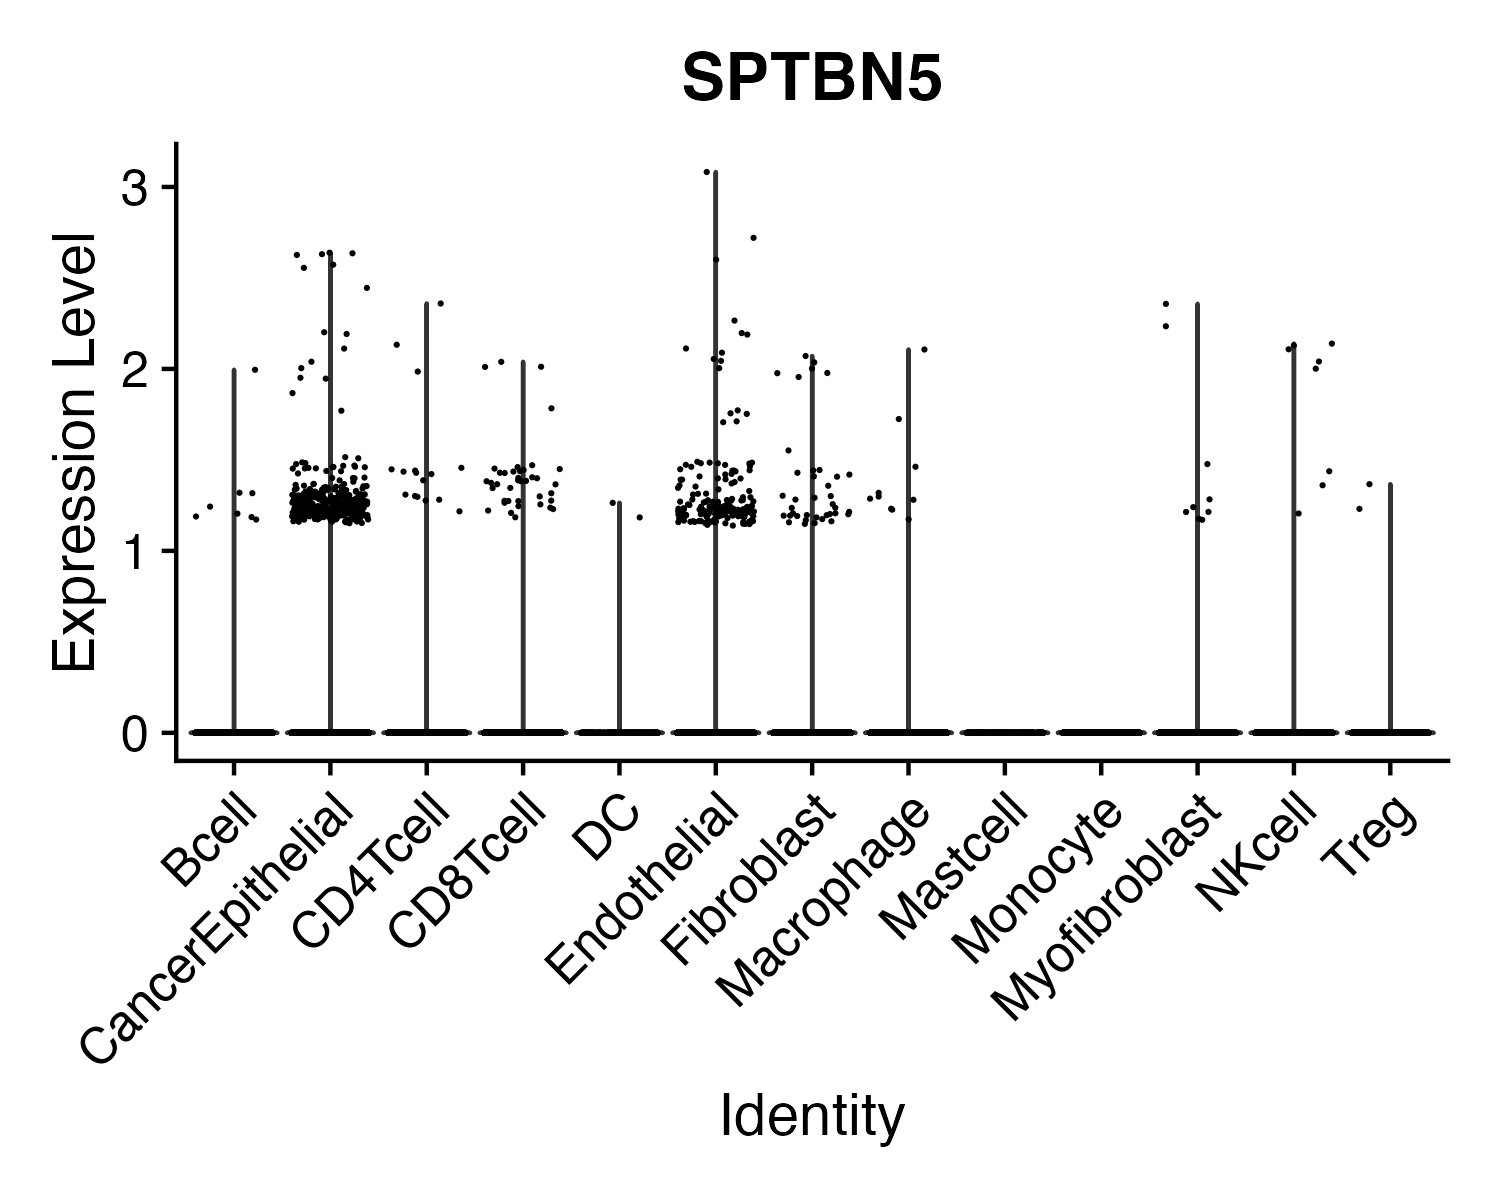 SPTBN5
Expression Level
3
2
1
0
Bcell
CancerEpithelial
CD4Tcell
CD8Tcell
DC
Endothelial
Fibroblast
Macrophage
Mastcell
Monocyte
Myofibroblast
NKcell
Treg
Identity